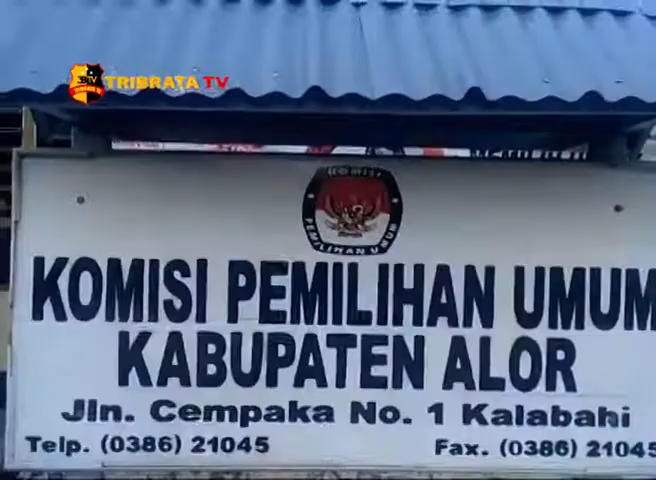 TRIBRATA TV
KOMISI
PEMILIHAN UMUM
KOMISI PEMILIHAN UMUM
KABUPATEN ALOR
Jln. Cempaka No. 1 Kalabahi
Telp. (0386) 21045
Fax. (0386) 21045